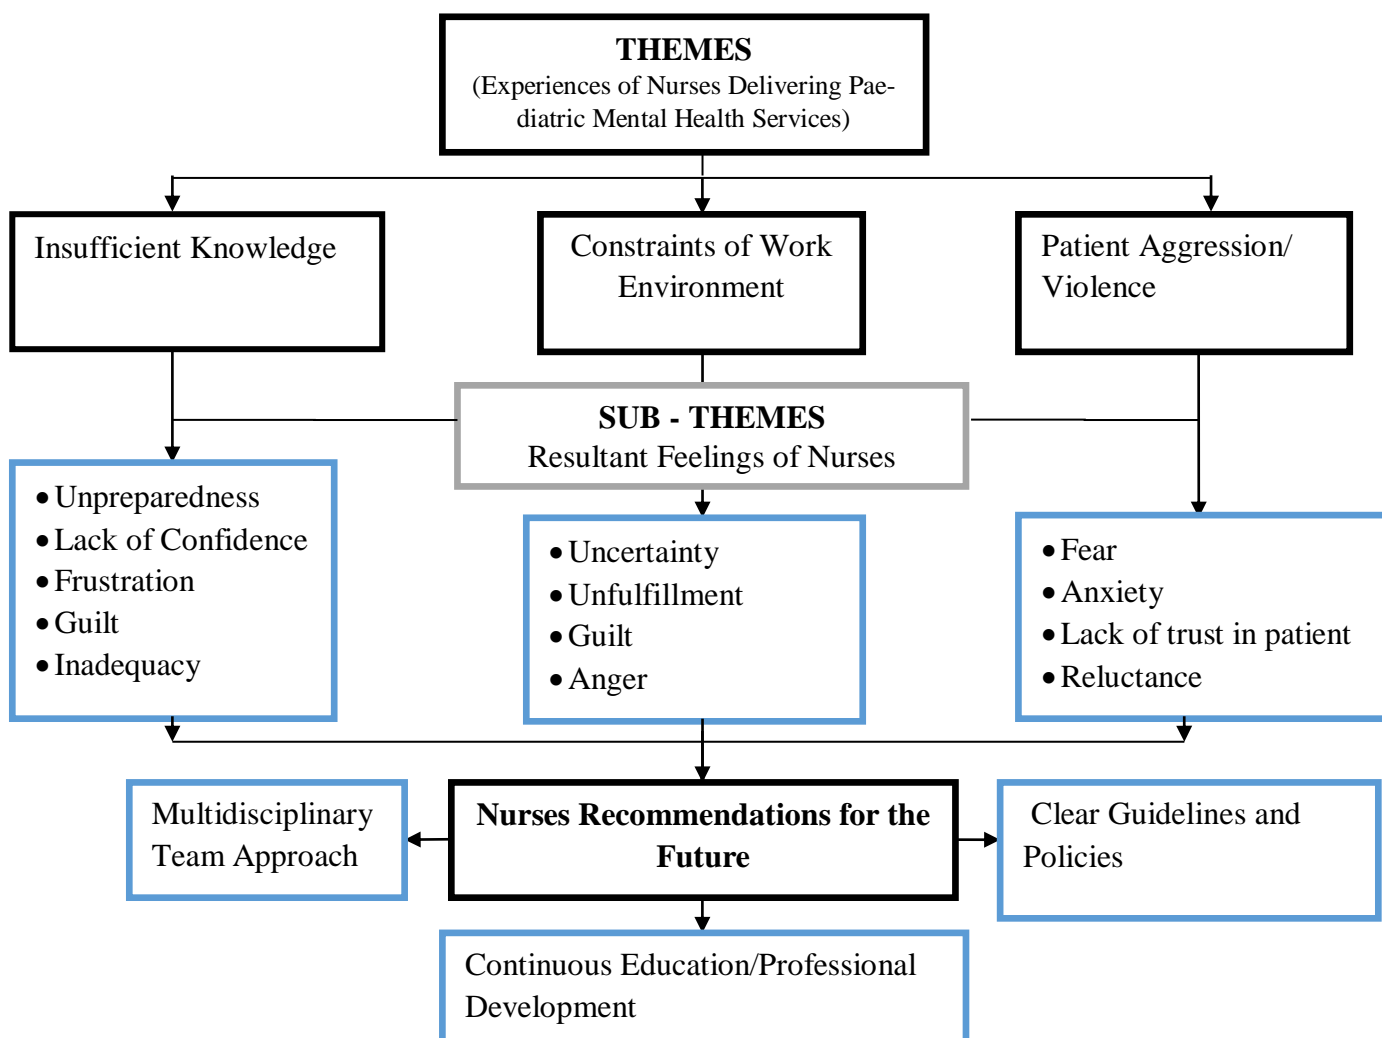 THEMES
(Experiences of Nurses Delivering Pae-
diatric Mental Health Services)
Insufficient Knowledge
Constraints of Work
Environment
Patient Aggression/
Violence
SUB - THEMES
Resultant Feelings of Nurses
• Unpreparedness
• Lack of Confidence
• Frustration
• Guilt
• Inadequacy
• Uncertainty
• Unfulfillment
• Guilt
• Anger
• Fear
• Anxiety
• Lack of trust in patient
• Reluctance
Multidisciplinary
Team Approach
Nurses Recommendations for the
Future
Clear Guidelines and
Policies
Continuous Education/Professional
Development